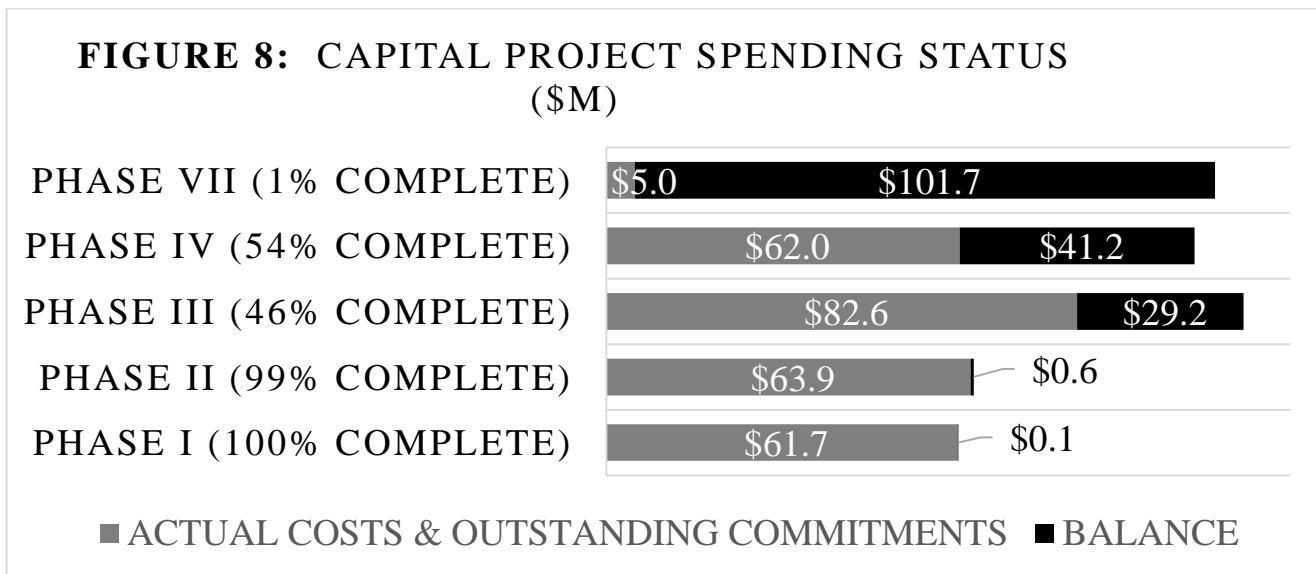 FIGURE 8: CAPITAL PROJECT SPENDING STATUS
($M)
PHASE VII (1% COMPLETE) $5.0 $101.7
PHASE IV (54% COMPLETE) $62.0 $41.2
PHASE III (46% COMPLETE) $82.6 $29.2
PHASE II (99% COMPLETE) $63.9 $0.6
PHASE I (100% COMPLETE) $61.7 $0.1
ACTUAL COSTS & OUTSTANDING COMMITMENTS BALANCE